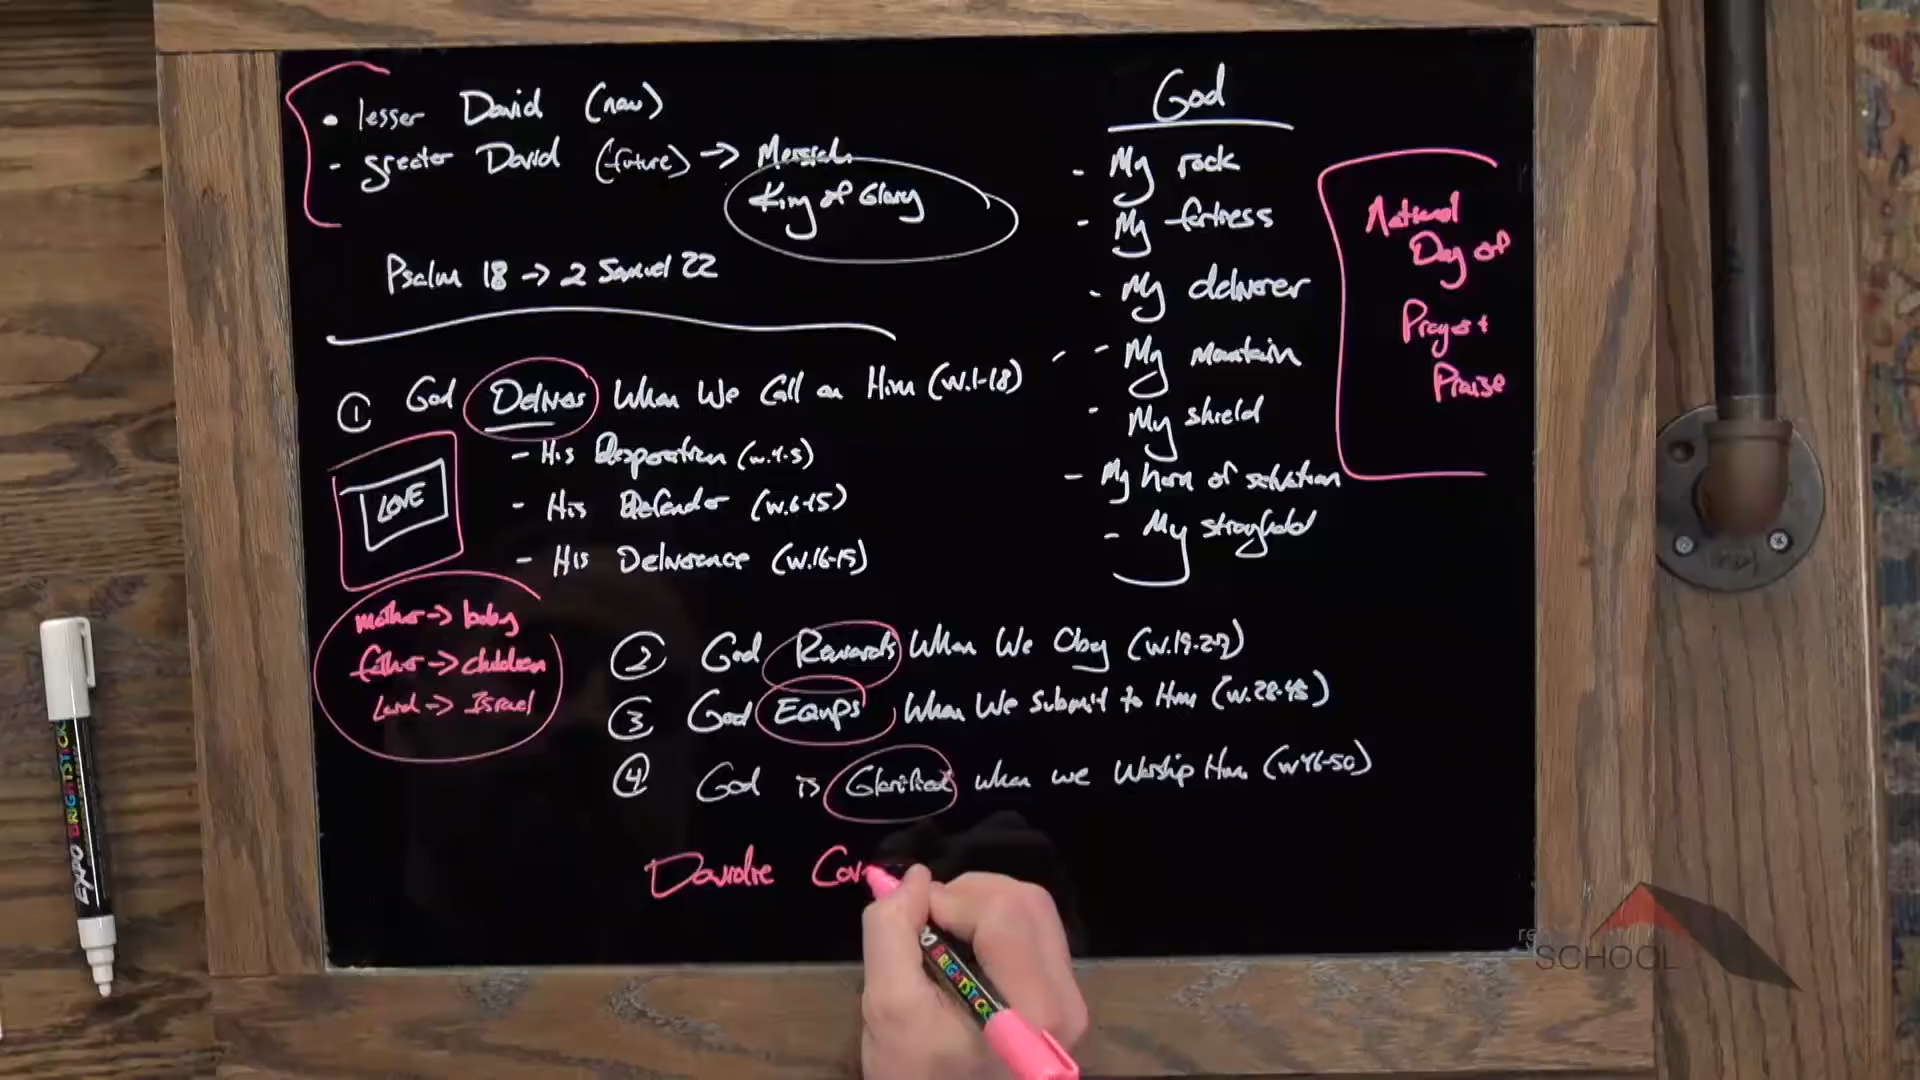 • lesser David (now)
- greater David (future) → Messiah
King of Glory
Psalm 18 → 2 Samuel 22
① God Delivers When We Call on Him (vv.1-18)
- His Desperation (vv.4-5)
- His Defender (vv.6-15)
- His Deliverance (vv.16-19)
LOVE
mother → baby
father → children
Lord → Israel
② God Rewards When We Obey (vv.19-27)
③ God Equips When We Submit to Him (vv.28-45)
④ God is Glorified when we Worship Him (vv46-50)
Davidic Cov
God
- My rock
- My fortress
- My deliverer
- My mountain
- My shield
- My horn of salvation
- My stronghold
National
Day of
Prayer +
Praise
EXPO BRIGHTSTICK
BRIGHTSTICK
SCHOOL